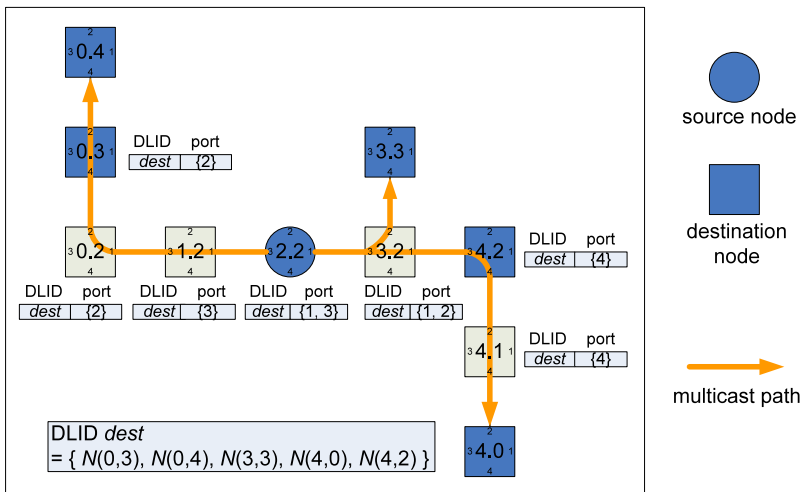 2
3 0.4 1
4
2
3 0.3 1
4
DLID port
dest {2}
2
3 3.3 1
4
2
3 0.2 1
4
2
3 1.2 1
4
2
3 2.2 1
4
2
3 3.2 1
4
2
3 4.2 1
4
DLID port
dest {4}
DLID port
dest {2}
DLID port
dest {3}
DLID port
dest {1, 3}
DLID port
dest {1, 2}
2
3 4.1 1
4
DLID port
dest {4}
2
3 4.0 1
4
DLID dest
= { N(0,3), N(0,4), N(3,3), N(4,0), N(4,2) }
source node
destination
node
multicast path